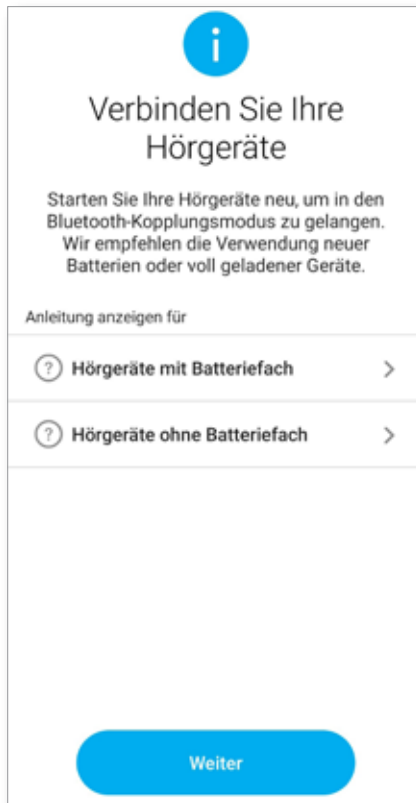 i
Verbinden Sie Ihre
Hörgeräte
Starten Sie Ihre Hörgeräte neu, um in den
Bluetooth-Kopplungsmodus zu gelangen.
Wir empfehlen die Verwendung neuer
Batterien oder voll geladener Geräte.
Anleitung anzeigen für
? Hörgeräte mit Batteriefach
? Hörgeräte ohne Batteriefach
Weiter